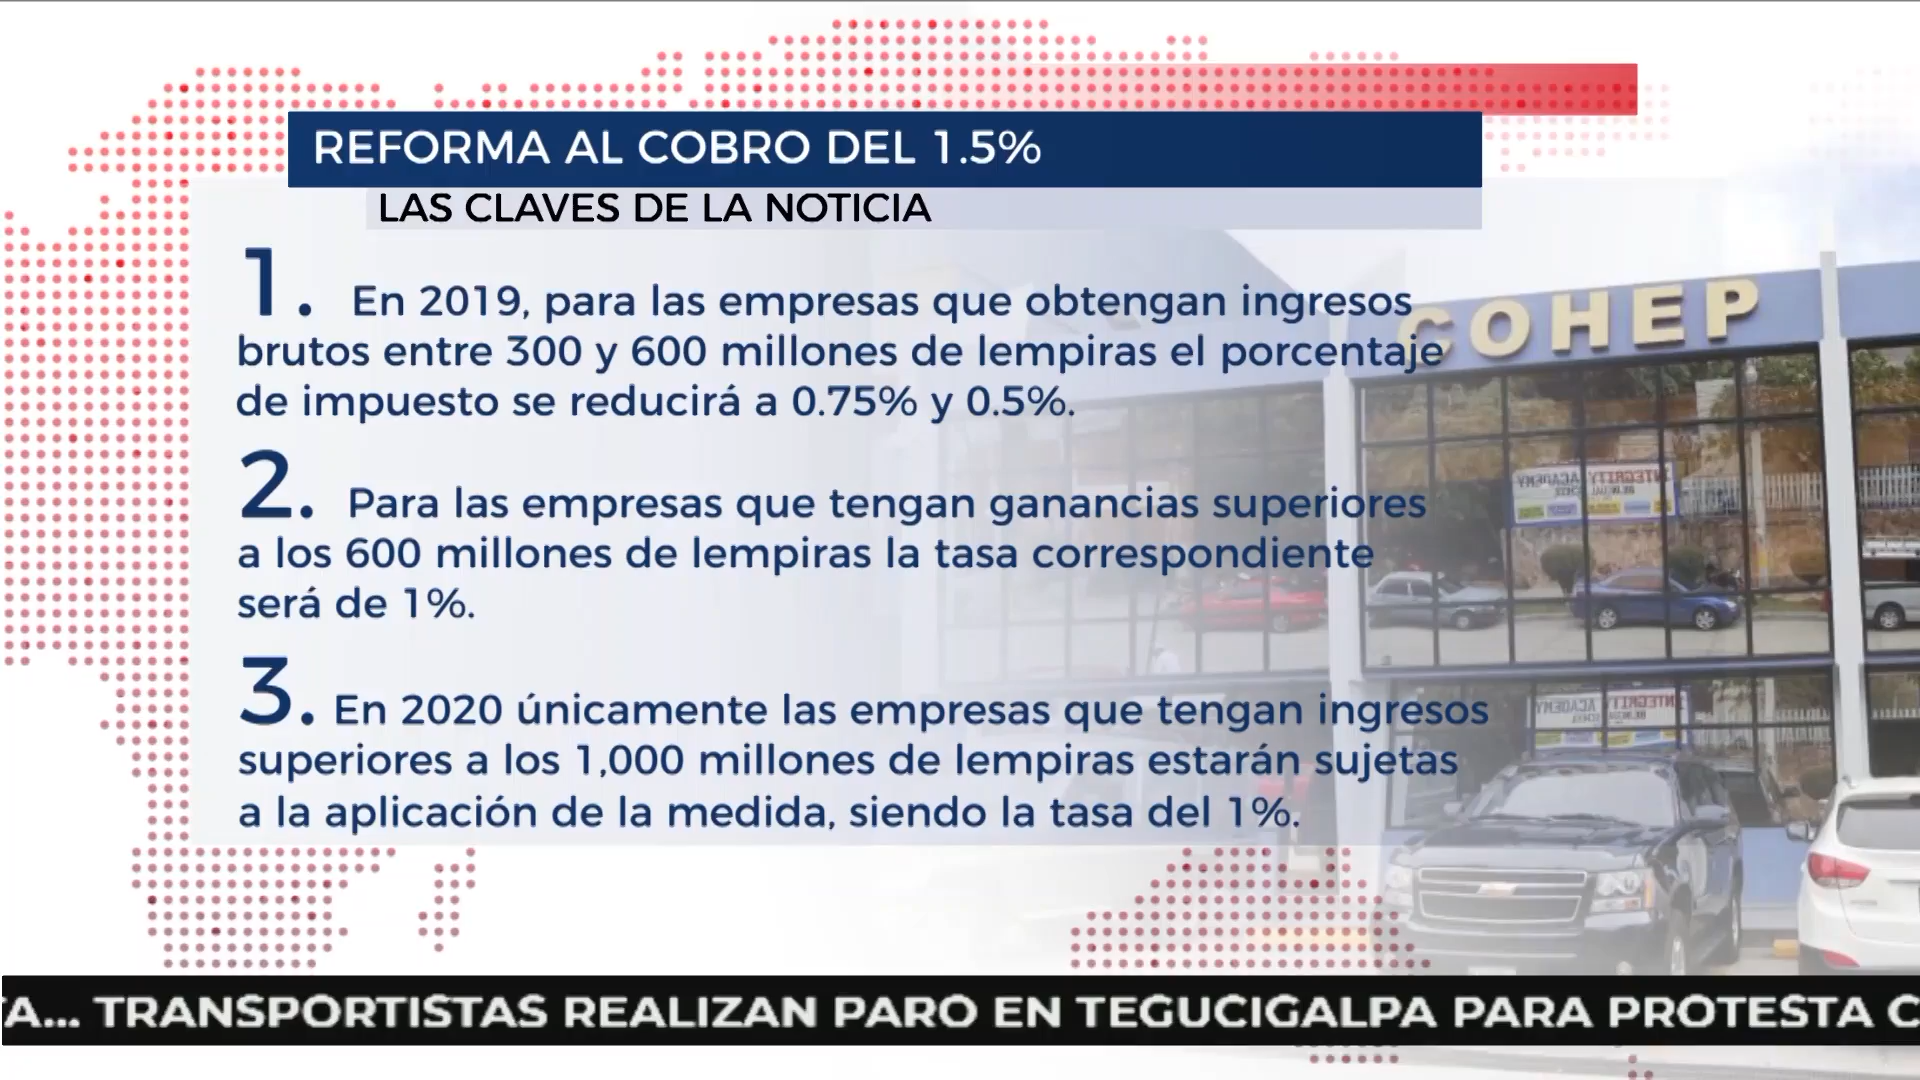 REFORMA AL COBRO DEL 1.5%
LAS CLAVES DE LA NOTICIA
1. En 2019, para las empresas que obtengan ingresos
brutos entre 300 y 600 millones de lempiras el porcentaje
de impuesto se reducirá a 0.75% y 0.5%.
2. Para las empresas que tengan ganancias superiores
a los 600 millones de lempiras la tasa correspondiente
será de 1%.
3. En 2020 únicamente las empresas que tengan ingresos
superiores a los 1,000 millones de lempiras estarán sujetas
a la aplicación de la medida, siendo la tasa del 1%.
COHEP
INTEGRITY ACADEMY
INTEGRITY ACADEMY
A... TRANSPORTISTAS REALIZAN PARO EN TEGUCIGALPA PARA PROTESTA C